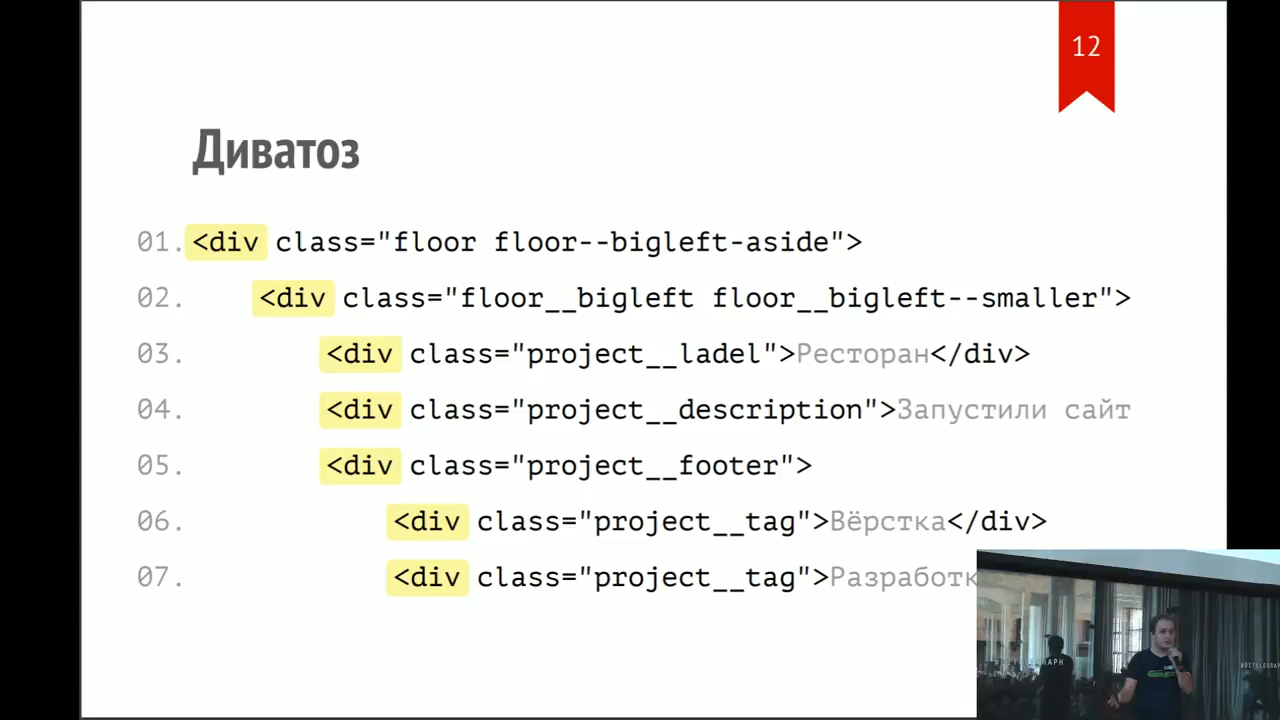 12
Диватоз
01. <div class="floor floor--bigleft-aside">
02. <div class="floor__bigleft floor__bigleft--smaller">
03. <div class="project__ladel">Ресторан</div>
04. <div class="project__description">Запустили сайт
05. <div class="project__footer">
06. <div class="project__tag">Вёрстка</div>
07. <div class="project__tag">Разработк